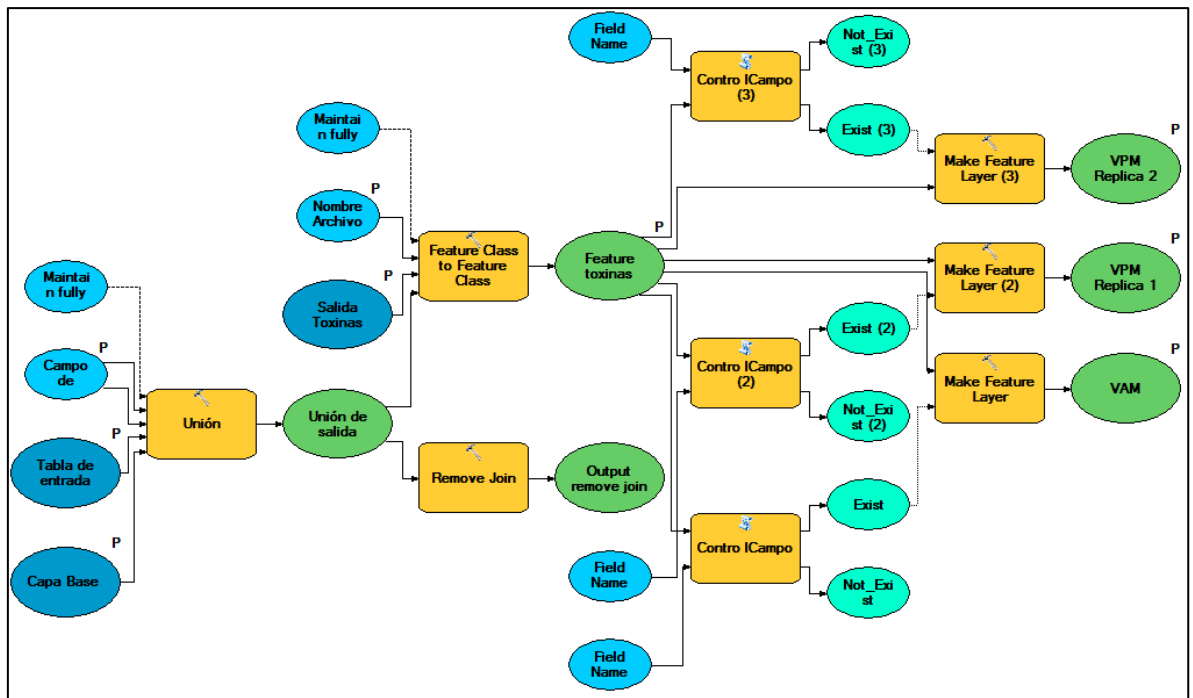 Field
Name
Contro lCampo
(3)
Not_Exi
st (3)
Exist (3)
P
Make Feature
Layer (3)
VPM
Replica 2
Maintai
n fully
P
Nombre
Archivo
P
Salida
Toxinas
Feature Class
to Feature
Class
P
Feature
toxinas
P
Make Feature
Layer (2)
VPM
Replica 1
Maintai
n fully
P
Campo
de
P
Tabla de
entrada
P
Capa Base
Unión
Unión de
salida
Remove Join
Output
remove join
Contro lCampo
(2)
Exist (2)
Not_Exi
st (2)
P
Make Feature
Layer
VAM
Contro lCampo
Exist
Not_Exi
st
Field
Name
Field
Name